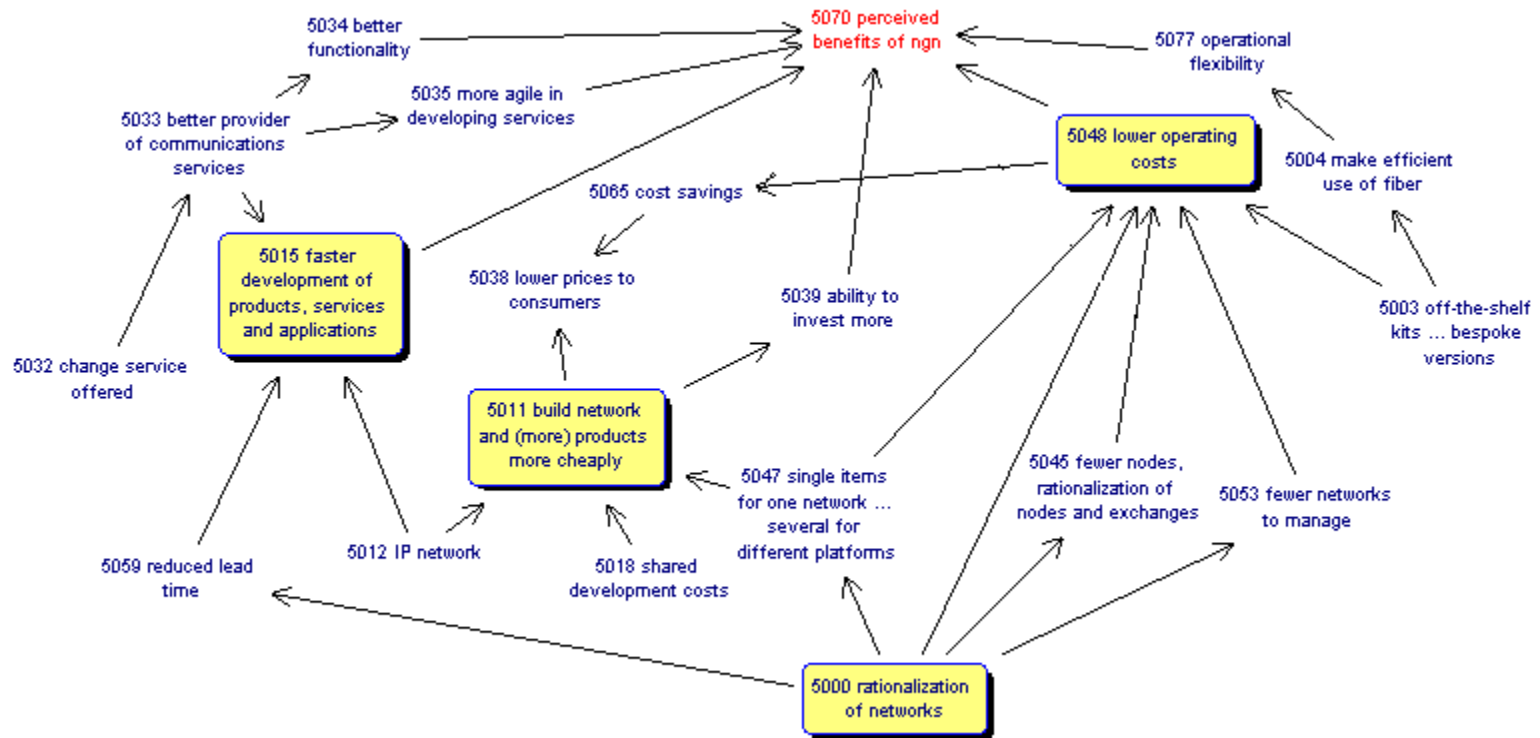 5034 better
functionality
5070 perceived
benefits of ngn
5077 operational
flexibility
5035 more agile in
developing services
5033 better provider
of communications
services
5048 lower operating
costs
5004 make efficient
use of fiber
5065 cost savings
5015 faster
development of
products, services
and applications
5038 lower prices to
consumers
5039 ability to
invest more
5003 off-the-shelf
kits ... bespoke
versions
5032 change service
offered
5011 build network
and (more) products
more cheaply
5047 single items
for one network ...
several for
different platforms
5045 fewer nodes,
rationalization of
nodes and exchanges
5053 fewer networks
to manage
5059 reduced lead
time
5012 IP network
5018 shared
development costs
5000 rationalization
of networks